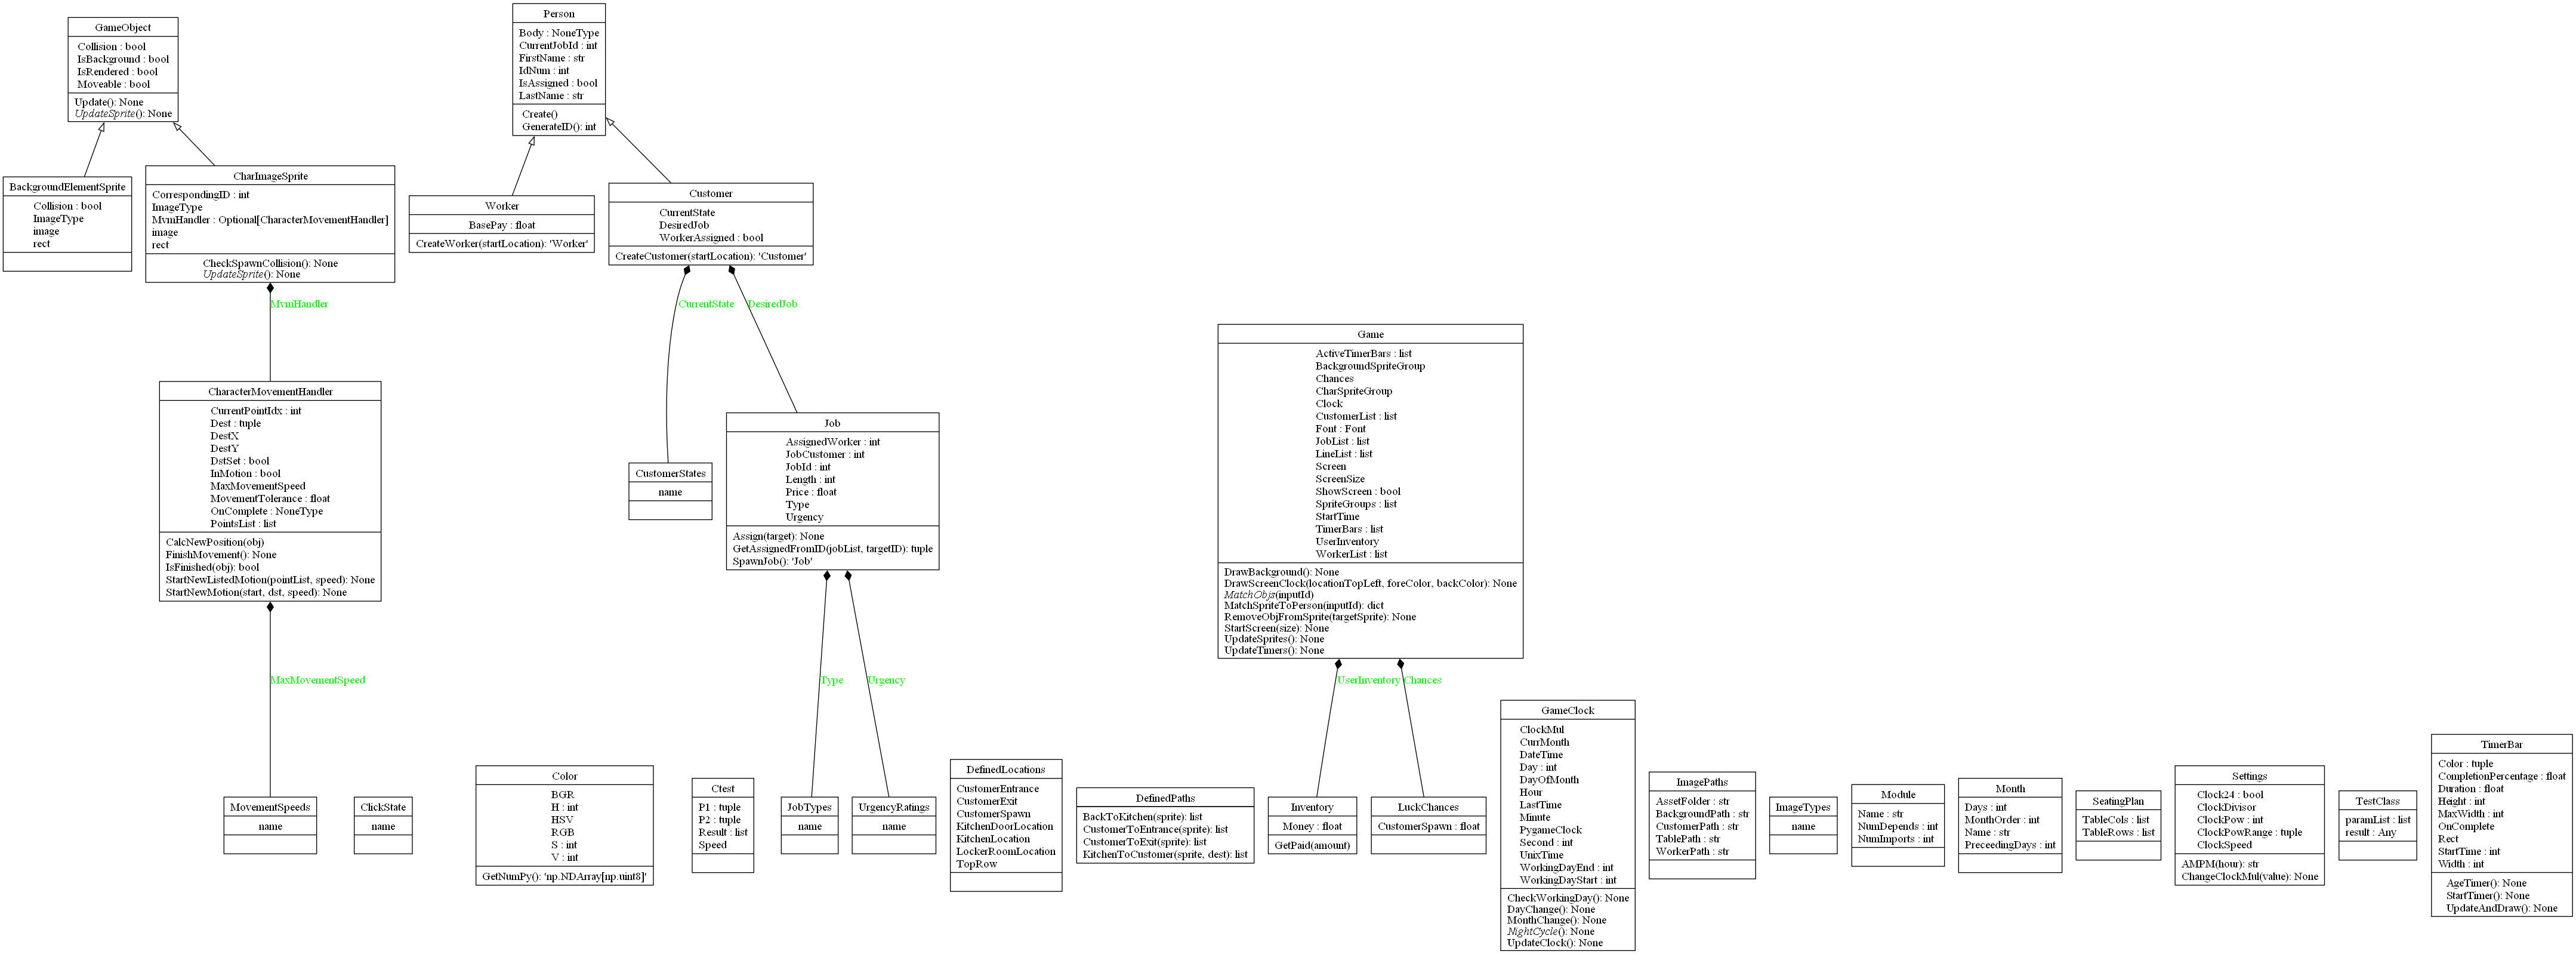 GameObject
Collision : bool
IsBackground : bool
IsRendered : bool
Moveable : bool
Update(): None
UpdateSprite(): None
Person
Body : NoneType
CurrentJobId : int
FirstName : str
IdNum : int
IsAssigned : bool
LastName : str
Create()
GenerateID(): int
BackgroundElementSprite
Collision : bool
ImageType
image
rect
CharImageSprite
CorrespondingID : int
ImageType
MvmHandler : Optional[CharacterMovementHandler]
image
rect
CheckSpawnCollision(): None
UpdateSprite(): None
Worker
BasePay : float
CreateWorker(startLocation): 'Worker'
Customer
CurrentState
DesiredJob
WorkerAssigned : bool
CreateCustomer(startLocation): 'Customer'
MvmHandler
CurrentState
DesiredJob
CharacterMovementHandler
CurrentPointIdx : int
Dest : tuple
DestX
DestY
DstSet : bool
InMotion : bool
MaxMovementSpeed
MovementTolerance : float
OnComplete : NoneType
PointsList : list
CalcNewPosition(obj)
FinishMovement(): None
IsFinished(obj): bool
StartNewListedMotion(pointList, speed): None
StartNewMotion(start, dst, speed): None
CustomerStates
name
Job
AssignedWorker : int
JobCustomer : int
JobId : int
Length : int
Price : float
Type
Urgency
Assign(target): None
GetAssignedFromID(jobList, targetID): tuple
SpawnJob(): 'Job'
Game
ActiveTimerBars : list
BackgroundSpriteGroup
Chances
CharSpriteGroup
Clock
CustomerList : list
Font : Font
JobList : list
LineList : list
Screen
ScreenSize
ShowScreen : bool
SpriteGroups : list
StartTime
TimerBars : list
UserInventory
WorkerList : list
DrawBackground(): None
DrawScreenClock(locationTopLeft, foreColor, backColor): None
MatchObjs(inputId)
MatchSpriteToPerson(inputId): dict
RemoveObjFromSprite(targetSprite): None
StartScreen(size): None
UpdateSprites(): None
UpdateTimers(): None
MaxMovementSpeed
Type
Urgency
UserInventory
Chances
MovementSpeeds
name
ClickState
name
Color
BGR
H : int
HSV
RGB
S : int
V : int
GetNumPy(): 'np.NDArray[np.uint8]'
Ctest
P1 : tuple
P2 : tuple
Result : list
Speed
JobTypes
name
UrgencyRatings
name
DefinedLocations
CustomerEntrance
CustomerExit
CustomerSpawn
KitchenDoorLocation
KitchenLocation
LockerRoomLocation
TopRow
DefinedPaths
BackToKitchen(sprite): list
CustomerToEntrance(sprite): list
CustomerToExit(sprite): list
KitchenToCustomer(sprite, dest): list
Inventory
Money : float
GetPaid(amount)
LuckChances
CustomerSpawn : float
GameClock
ClockMul
CurrMonth
DateTime
Day : int
DayOfMonth
Hour
LastTime
Minute
PygameClock
Second : int
UnixTime
WorkingDayEnd : int
WorkingDayStart : int
CheckWorkingDay(): None
DayChange(): None
MonthChange(): None
NightCycle(): None
UpdateClock(): None
ImagePaths
AssetFolder : str
BackgroundPath : str
CustomerPath : str
TablePath : str
WorkerPath : str
ImageTypes
name
Module
Name : str
NumDepends : int
NumImports : int
Month
Days : int
MonthOrder : int
Name : str
PreceedingDays : int
SeatingPlan
TableCols : list
TableRows : list
Settings
Clock24 : bool
ClockDivisor
ClockPow : int
ClockPowRange : tuple
ClockSpeed
AMPM(hour): str
ChangeClockMul(value): None
TestClass
paramList : list
result : Any
TimerBar
Color : tuple
CompletionPercentage : float
Duration : float
Height : int
MaxWidth : int
OnComplete
Rect
StartTime : int
Width : int
AgeTimer(): None
StartTimer(): None
UpdateAndDraw(): None